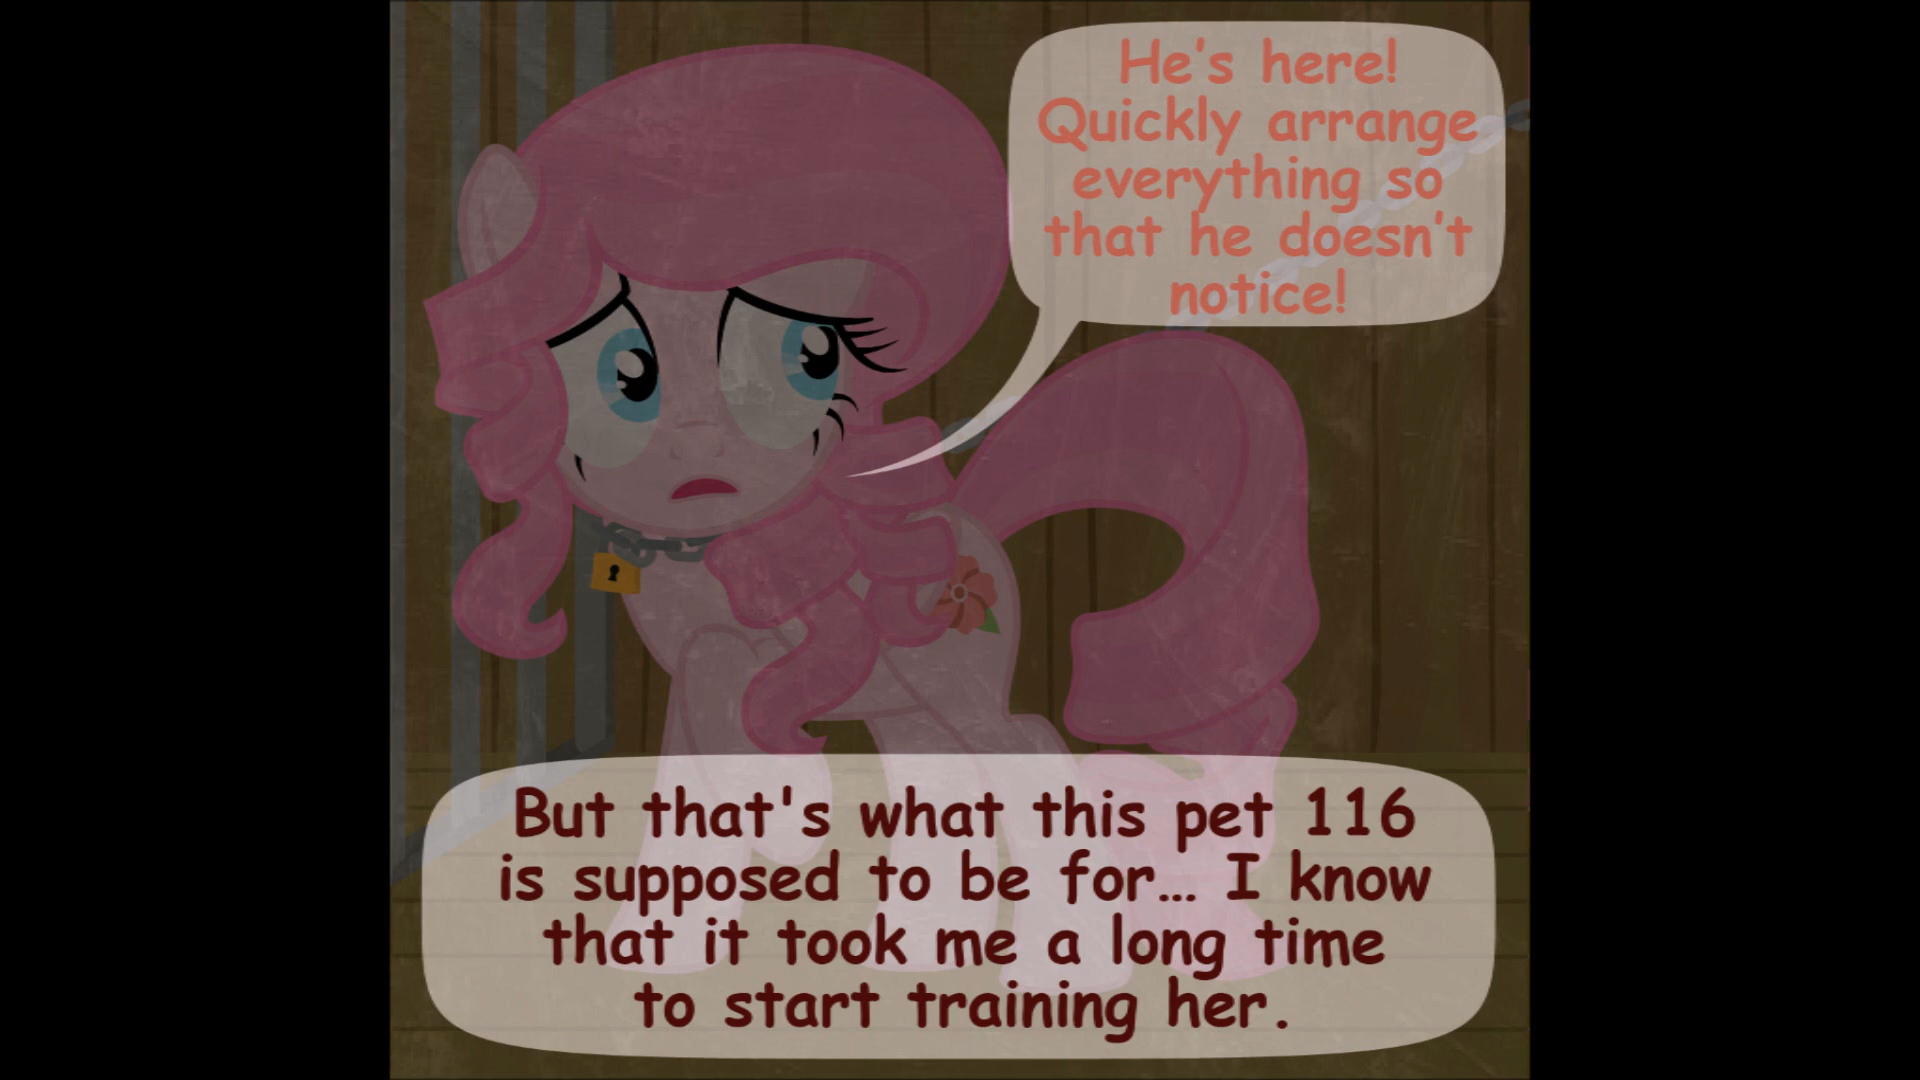 He's here!
Quickly arrange
everything so
that he doesn't
notice!
But that's what this pet 116
is supposed to be for... I know
that it took me a long time
to start training her.